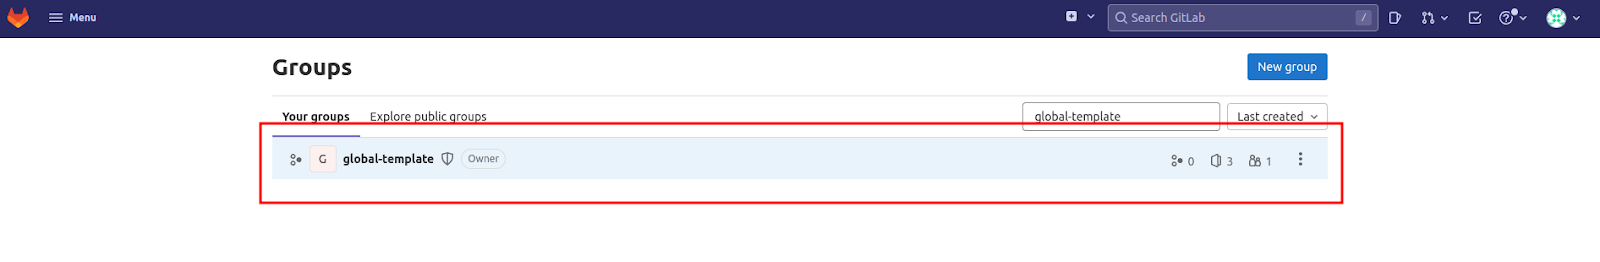 Menu
Search GitLab /
Groups
New group
Your groups Explore public groups global-template Last created
G global-template Owner 0 3 1